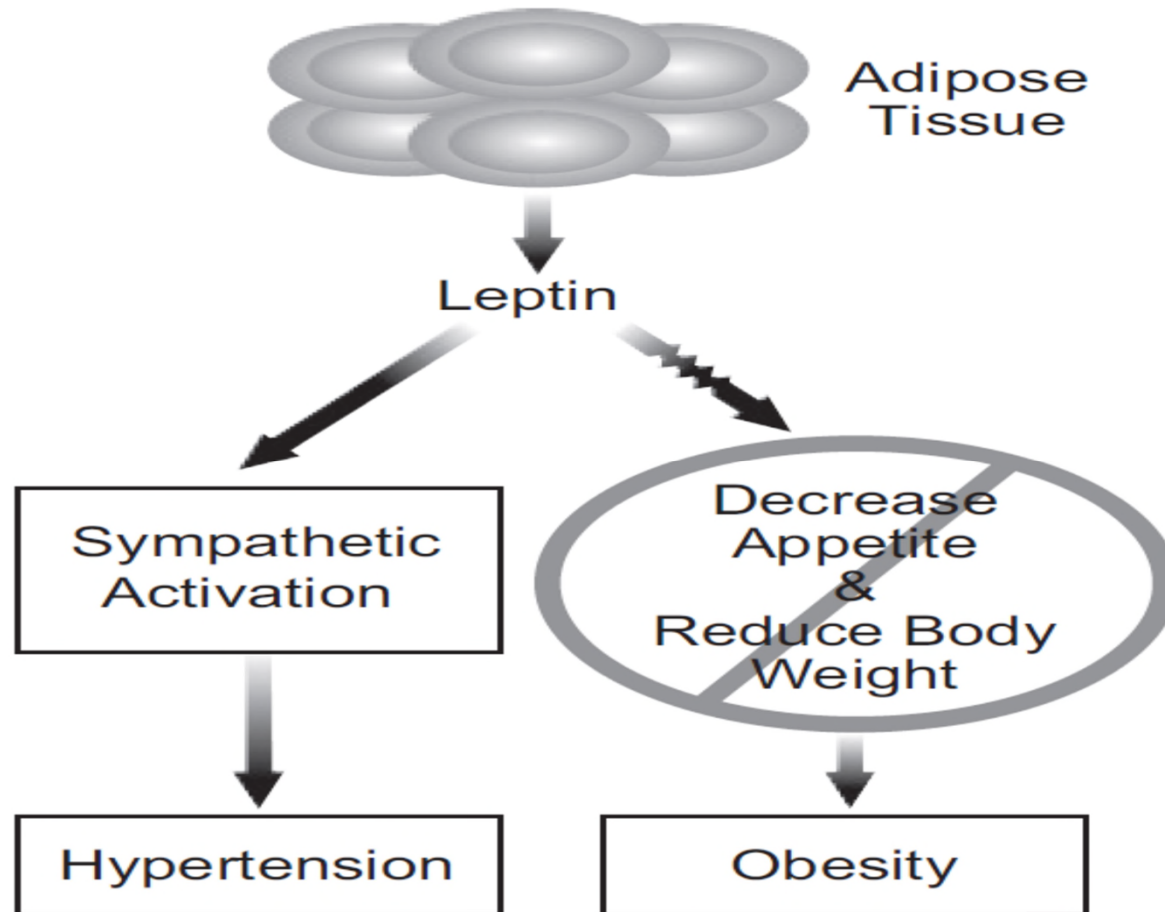 Adipose
Tissue
Leptin
Sympathetic
Activation
Decrease
Appetite
&
Reduce Body
Weight
Hypertension
Obesity